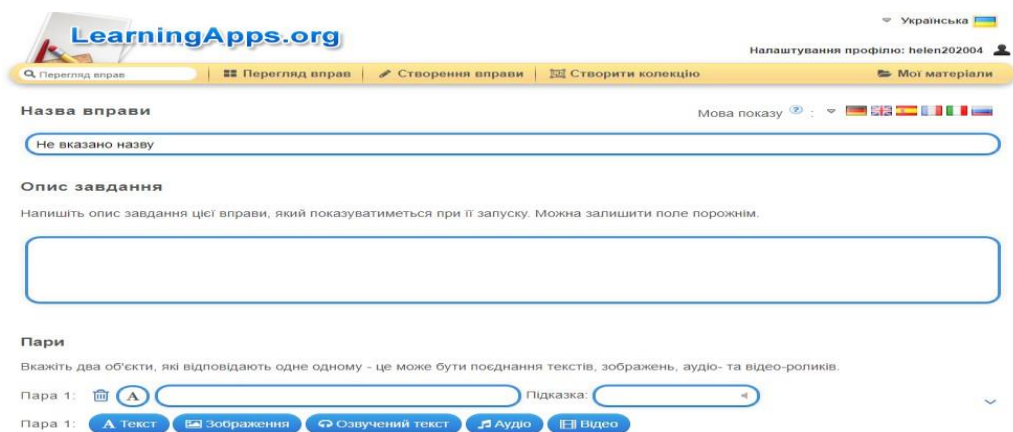 LearningApps.org
Українська
Налаштування профілю: helen202004
Перегляд вправ
Перегляд вправ
Створення вправи
Створити колекцію
Мої матеріали
Назва вправи
Мова показу ? :
Не вказано назву
Опис завдання
Напишіть опис завдання цієї вправи, який показуватиметься при її запуску. Можна залишити поле порожнім.
Пари
Вкажіть два об'єкти, які відповідають одне одному - це може бути поєднання текстів, зображень, аудіо- та відео-роликів.
Пара 1: A Підказка:
Пара 1: A Текст Зображення Озвучений текст Аудіо Відео